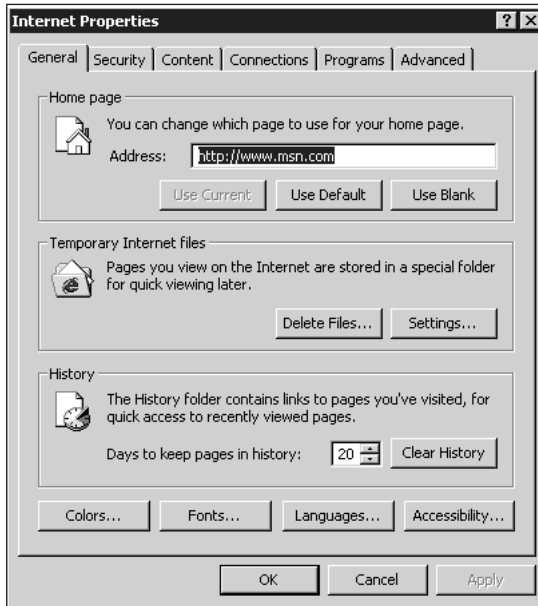 Internet Properties
General Security Content Connections Programs Advanced
Home page
You can change which page to use for your home page.
Address: http://www.msn.com
Use Current Use Default Use Blank
Temporary Internet files
Pages you view on the Internet are stored in a special folder
for quick viewing later.
Delete Files... Settings...
History
The History folder contains links to pages you've visited, for
quick access to recently viewed pages.
Days to keep pages in history: 20 Clear History
Colors... Fonts... Languages... Accessibility...
OK Cancel Apply